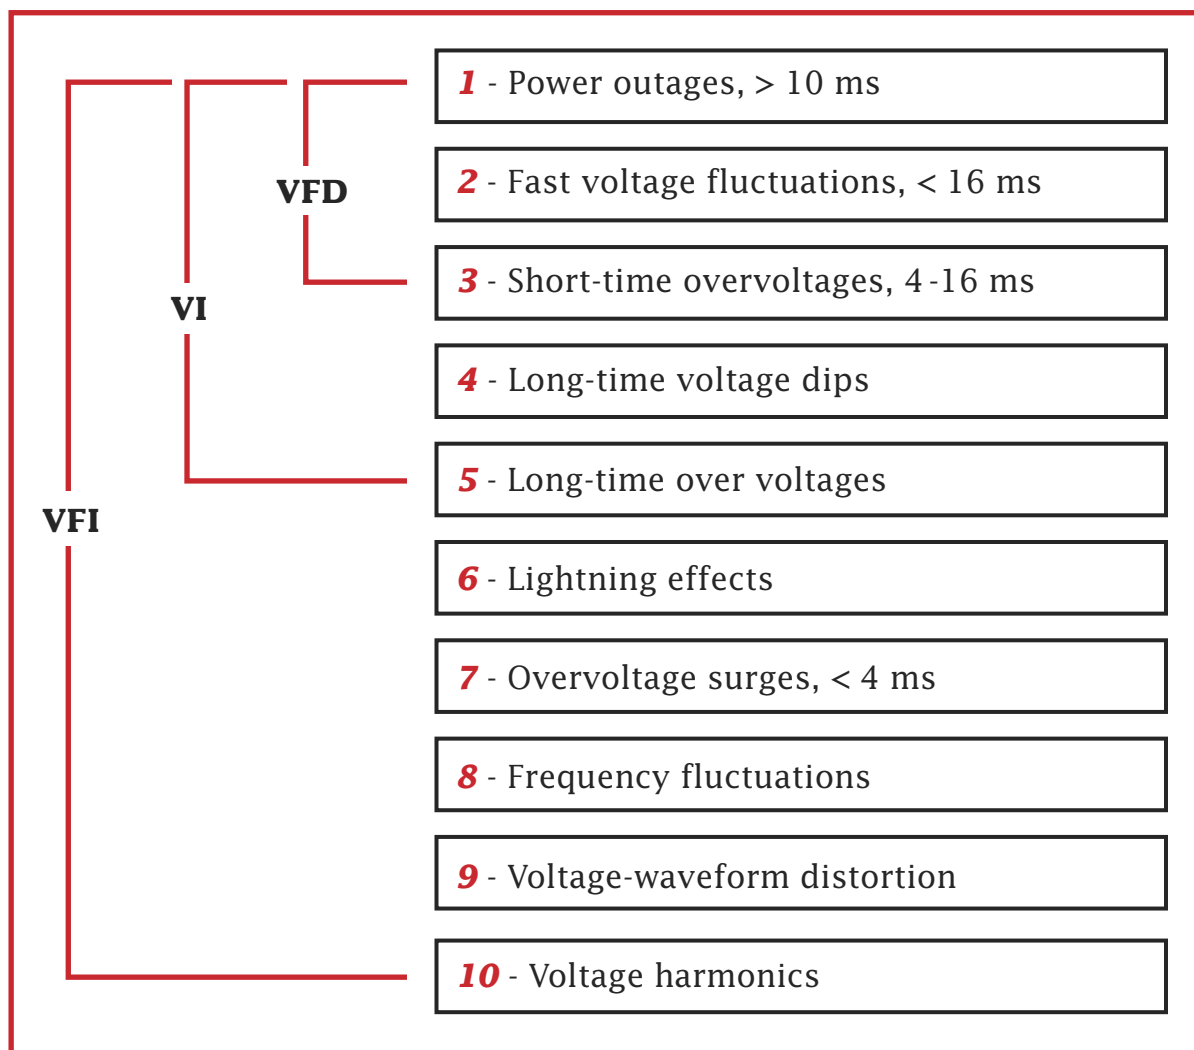 1 - Power outages, > 10 ms
2 - Fast voltage fluctuations, < 16 ms
VFD
3 - Short-time overvoltages, 4-16 ms
VI
4 - Long-time voltage dips
5 - Long-time over voltages
VFI
6 - Lightning effects
7 - Overvoltage surges, < 4 ms
8 - Frequency fluctuations
9 - Voltage-waveform distortion
10 - Voltage harmonics